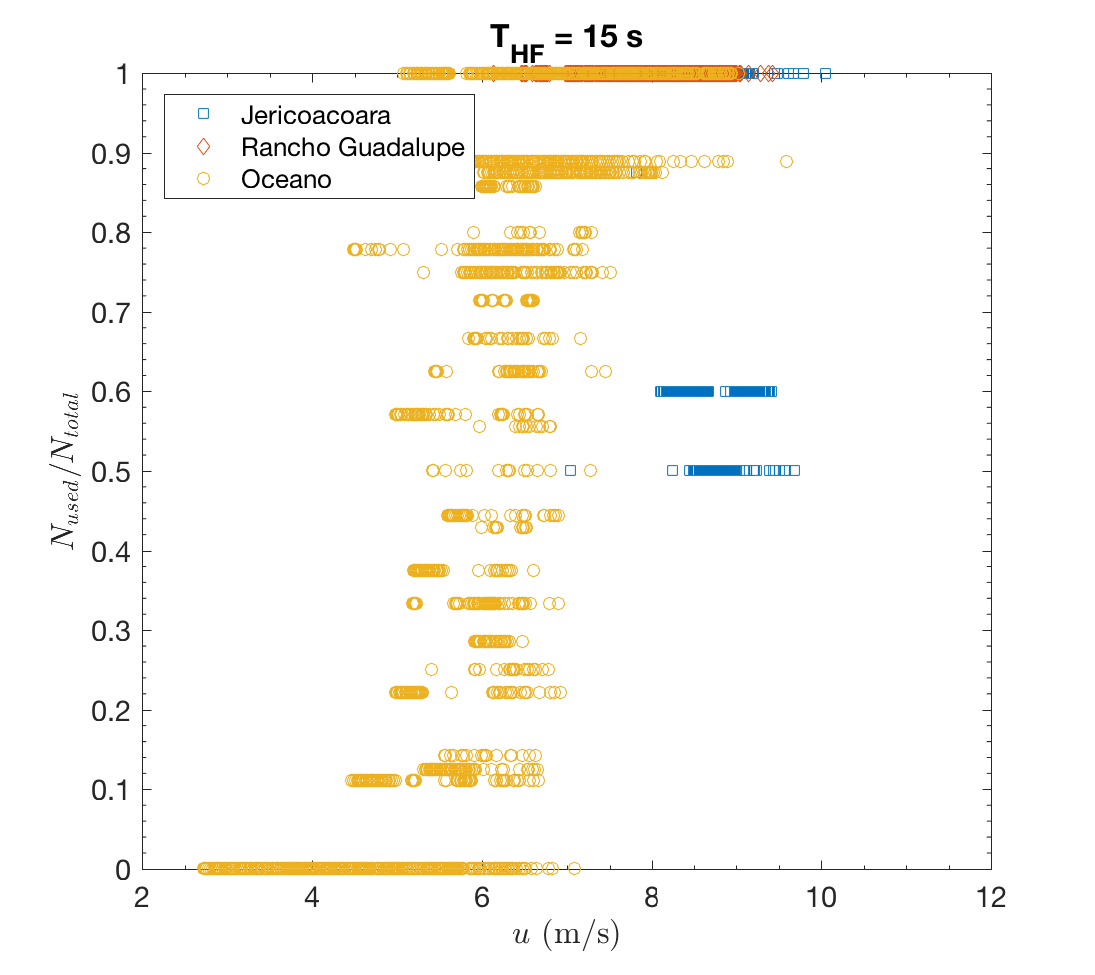 T_HF = 15 s
1
0.9
0.8
0.7
0.6
0.5
0.4
0.3
0.2
0.1
0
N_used/N_total
Jericoacoara
Rancho Guadalupe
Oceano
2 4 6 8 10 12
u (m/s)